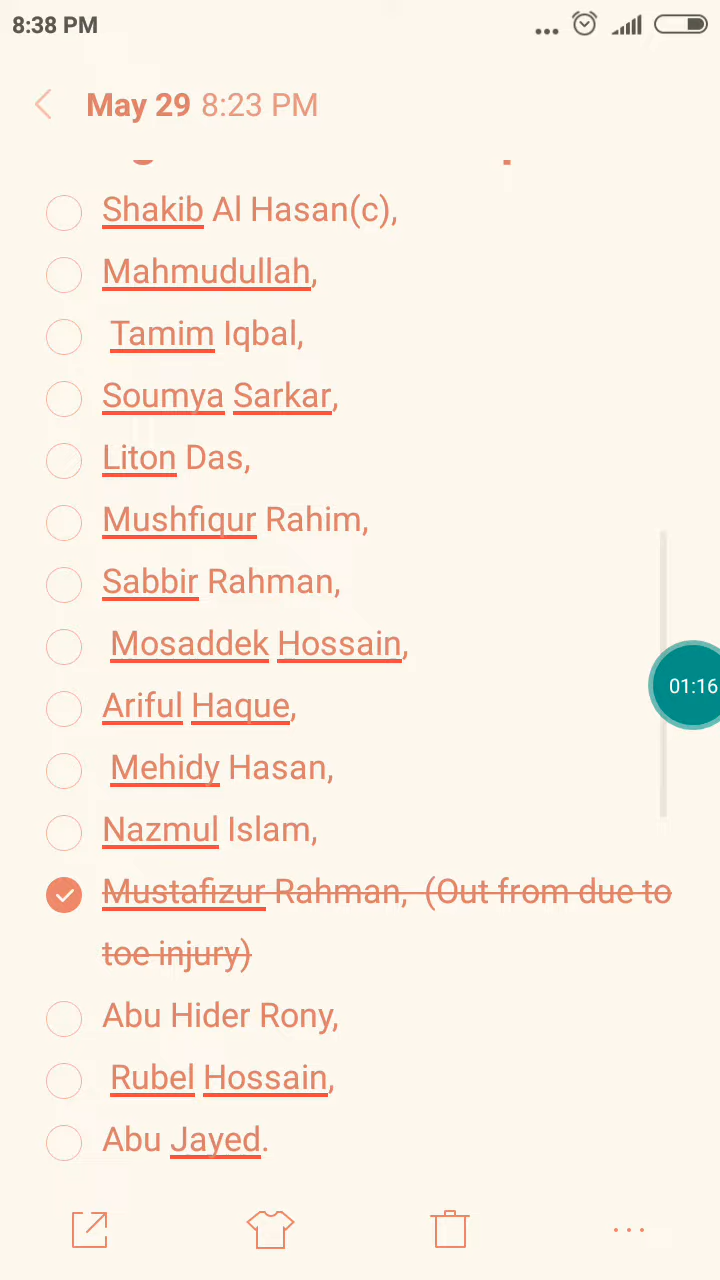 8:38 PM
May 29 8:23 PM
Shakib Al Hasan(c),
Mahmudullah,
Tamim Iqbal,
Soumya Sarkar,
Liton Das,
Mushfiqur Rahim,
Sabbir Rahman,
Mosaddek Hossain,
01:16
Ariful Haque,
Mehidy Hasan,
Nazmul Islam,
Mustafizur Rahman, (Out from due to
toe injury)
Abu Hider Rony,
Rubel Hossain,
Abu Jayed.